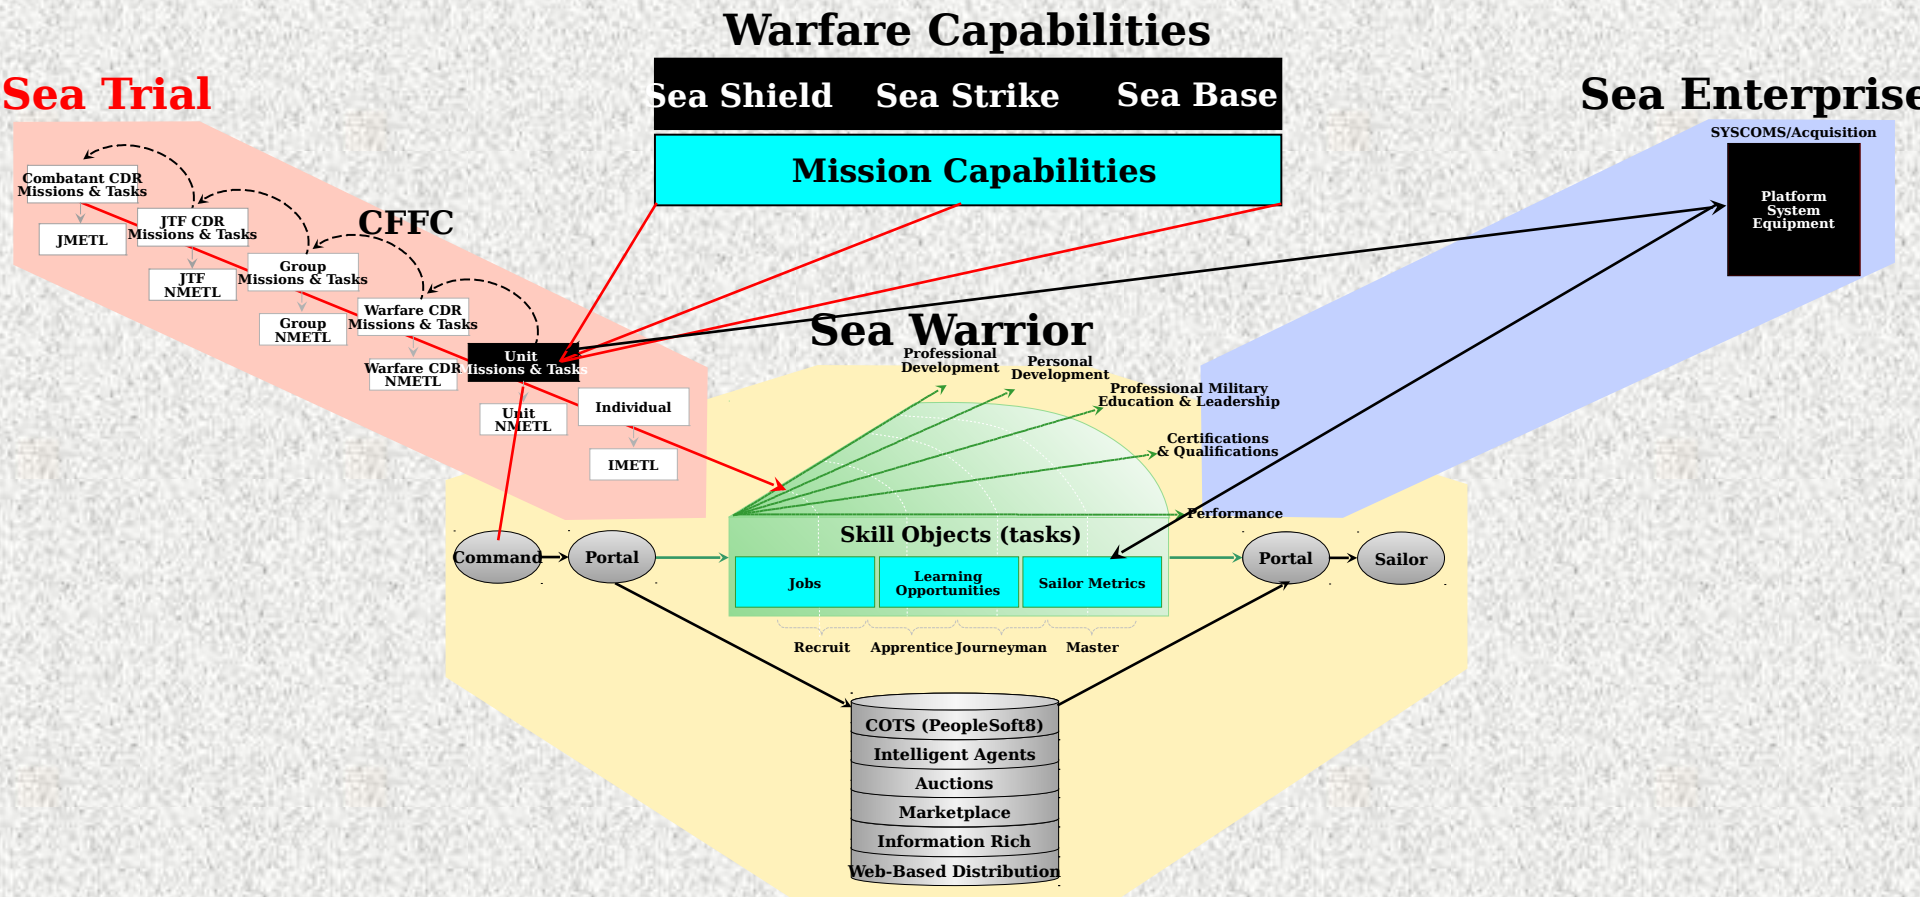 Warfare Capabilities
Sea Shield Sea Strike Sea Base
Mission Capabilities
Sea Trial
Combatant CDR
Missions & Tasks
JMETL
JTF CDR
Missions & Tasks
JTF
NMETL
CFFC
Group
Missions & Tasks
Group
NMETL
Warfare CDR
Missions & Tasks
Warfare CDR
NMETL
Unit
Missions & Tasks
Unit
NMETL
Individual
IMETL
Sea Enterprise
SYSCOMS/Acquisition
Platform
System
Equipment
Sea Warrior
Professional
Development
Personal
Development
Professional Military
Education & Leadership
Certifications
& Qualifications
Performance
Skill Objects (tasks)
Command
Portal
Jobs
Learning
Opportunities
Sailor Metrics
Portal
Sailor
Recruit Apprentice Journeyman Master
COTS (PeopleSoft8)
Intelligent Agents
Auctions
Marketplace
Information Rich
Web-Based Distribution